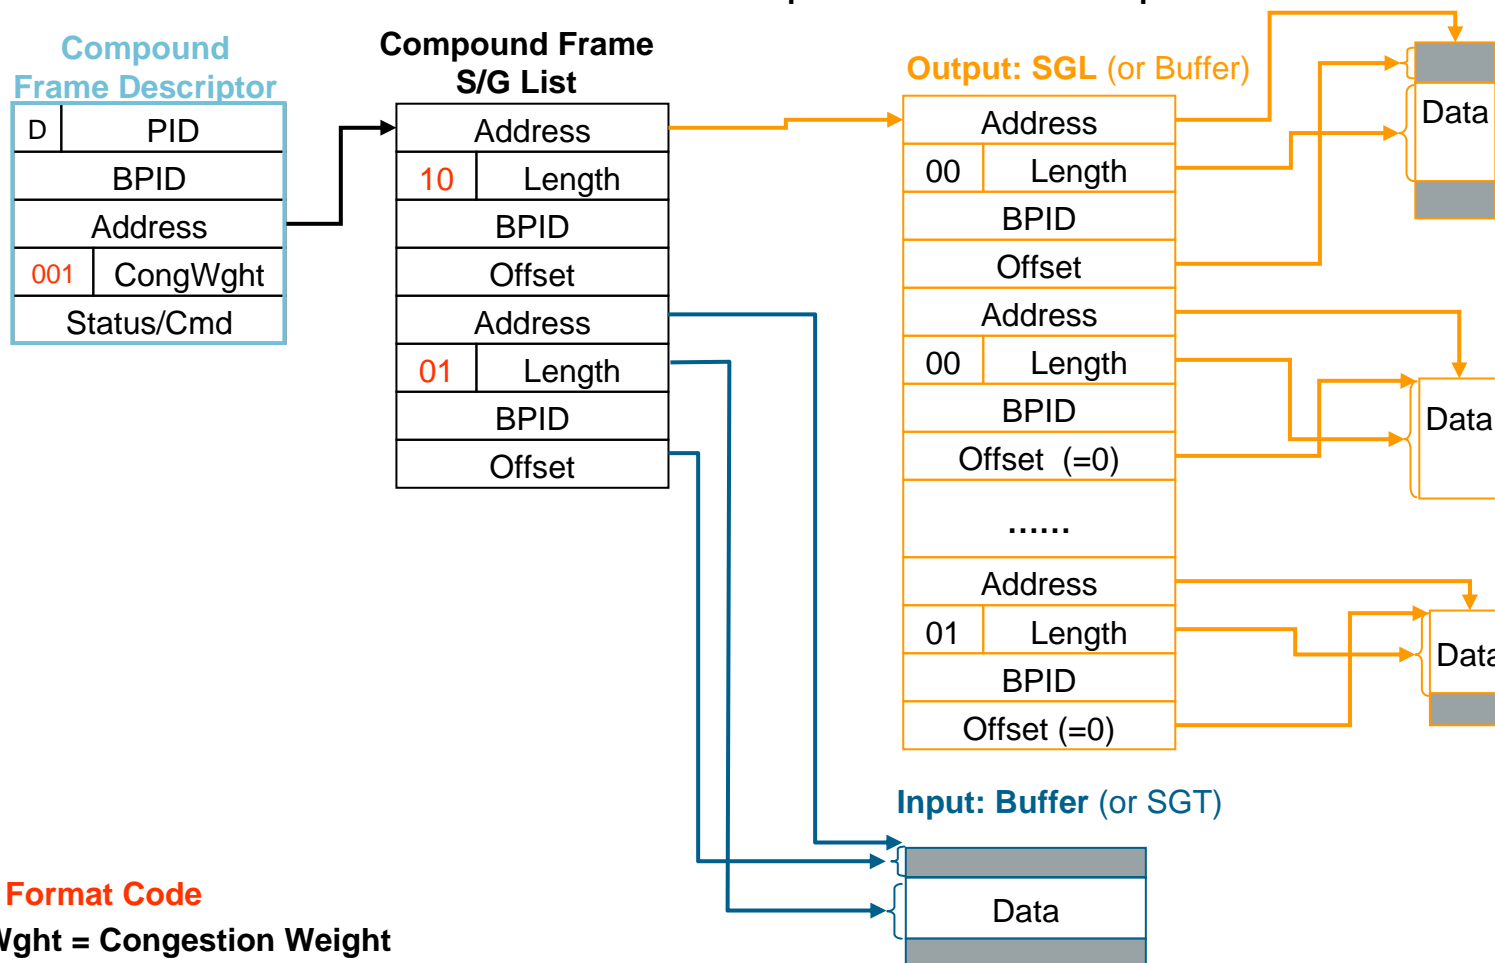 Compound
Frame Descriptor
D PID
BPID
Address
001 CongWght
Status/Cmd
Compound Frame
S/G List
Address
10 Length
BPID
Offset
Address
01 Length
BPID
Offset
Output: SGL (or Buffer)
Address
00 Length
BPID
Offset
Address
00 Length
BPID
Offset (=0)
......
Address
01 Length
BPID
Offset (=0)
Data
Data
Data
Input: Buffer (or SGT)
Data
Format Code
Wght = Congestion Weight